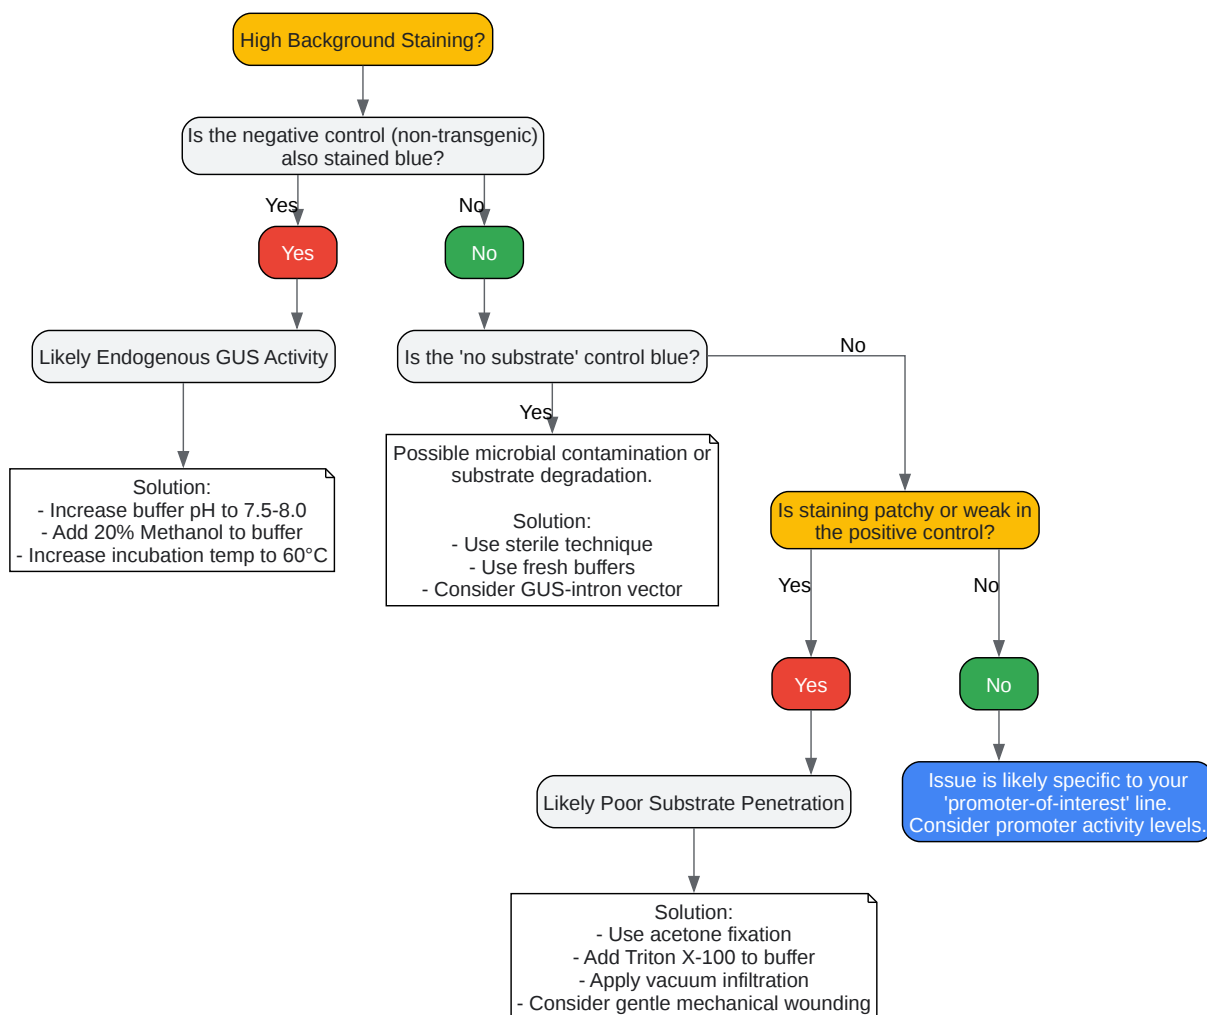 High Background Staining?
Is the negative control (non-transgenic)
also stained blue?
Yes
No
Yes
No
Likely Endogenous GUS Activity
Is the 'no substrate' control blue?
No
Yes
Solution:
- Increase buffer pH to 7.5-8.0
- Add 20% Methanol to buffer
- Increase incubation temp to 60°C
Possible microbial contamination or
substrate degradation.
Solution:
- Use sterile technique
- Use fresh buffers
- Consider GUS-intron vector
Is staining patchy or weak in
the positive control?
Yes
No
Yes
No
Likely Poor Substrate Penetration
Issue is likely specific to your
'promoter-of-interest' line.
Consider promoter activity levels.
Solution:
- Use acetone fixation
- Add Triton X-100 to buffer
- Apply vacuum infiltration
- Consider gentle mechanical wounding